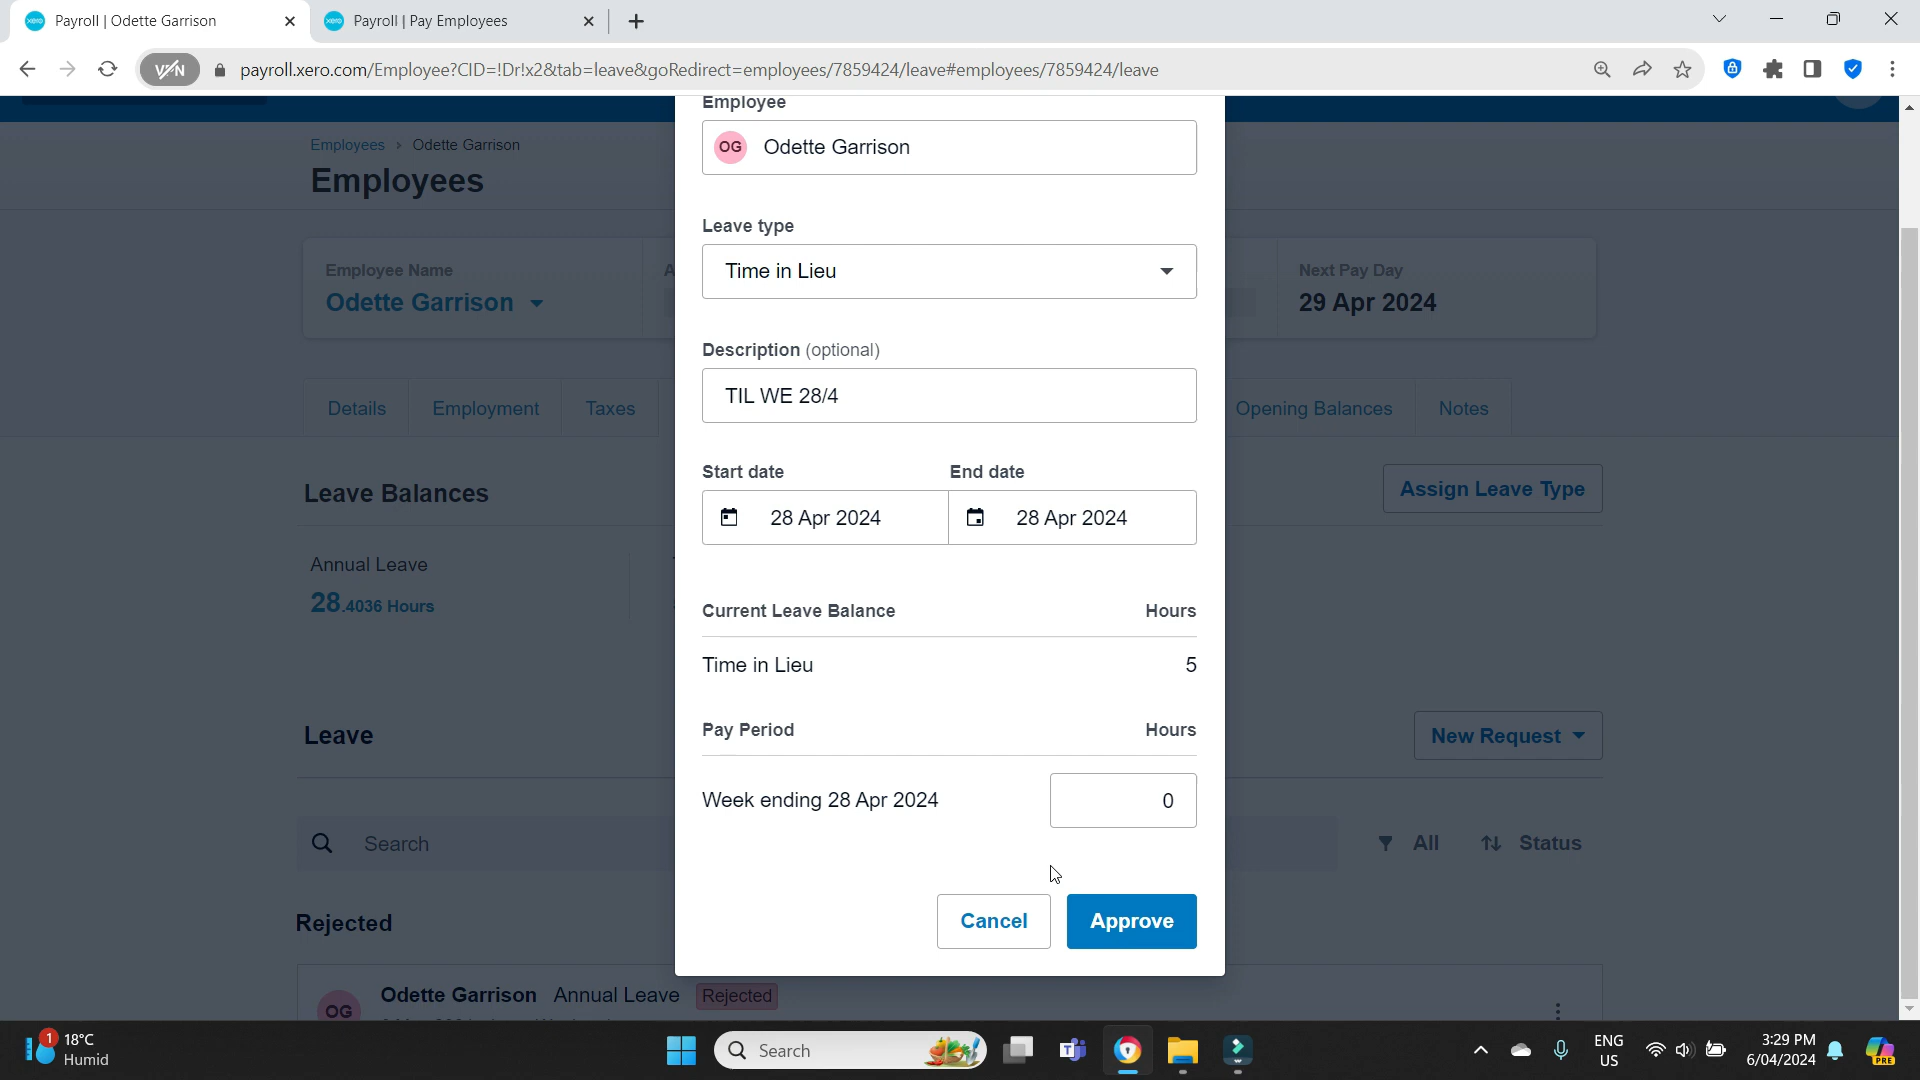 Payroll | Odette Garrison
Payroll | Pay Employees
VPN
payroll.xero.com/Employee?CID=!Dr!x2&tab=leave&goRedirect=employees/7859424/leave#employees/7859424/leave
Employees > Odette Garrison
Employees
Employee Name
Odette Garrison
Next Pay Day
29 Apr 2024
Details
Employment
Taxes
Opening Balances
Notes
Leave Balances
Assign Leave Type
Annual Leave
28.4036 Hours
Leave
New Request
Search
All
Status
Rejected
OG
Odette Garrison Annual Leave Rejected
Employee
OG Odette Garrison
Leave type
Time in Lieu
Description (optional)
TIL WE 28/4
Start date
End date
28 Apr 2024
28 Apr 2024
Current Leave Balance
Hours
Time in Lieu
5
Pay Period
Hours
Week ending 28 Apr 2024
0
Cancel
Approve
1
18°C
Humid
Search
ENG
US
3:29 PM
6/04/2024
PRE